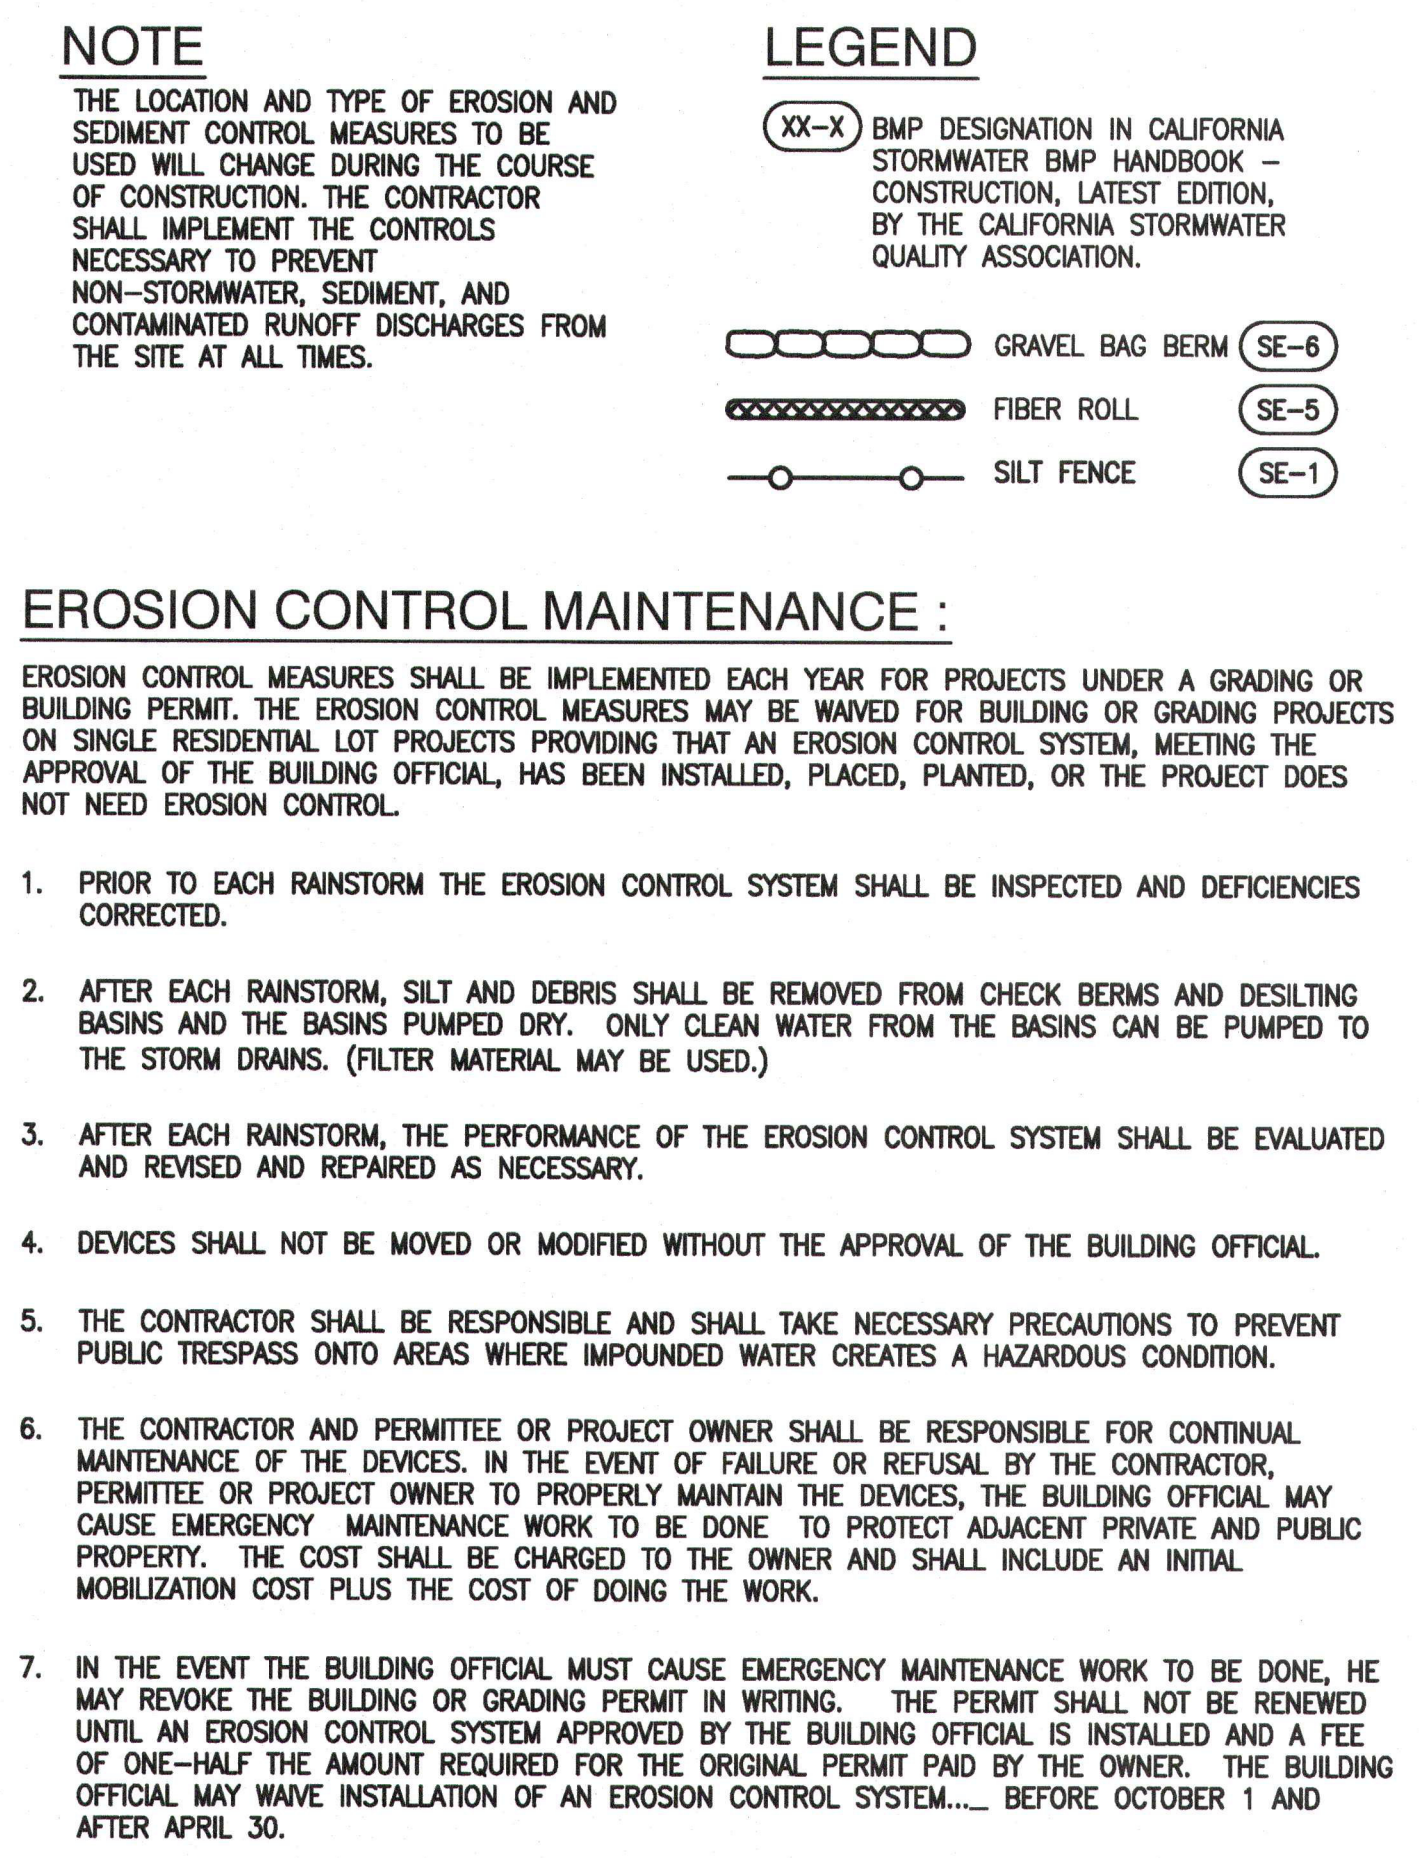 NOTE
THE LOCATION AND TYPE OF EROSION AND
SEDIMENT CONTROL MEASURES TO BE
USED WILL CHANGE DURING THE COURSE
OF CONSTRUCTION. THE CONTRACTOR
SHALL IMPLEMENT THE CONTROLS
NECESSARY TO PREVENT
NON-STORMWATER, SEDIMENT, AND
CONTAMINATED RUNOFF DISCHARGES FROM
THE SITE AT ALL TIMES.
LEGEND
XX-X BMP DESIGNATION IN CALIFORNIA
STORMWATER BMP HANDBOOK -
CONSTRUCTION, LATEST EDITION,
BY THE CALIFORNIA STORMWATER
QUALITY ASSOCIATION.
GRAVEL BAG BERM SE-6
FIBER ROLL SE-5
SILT FENCE SE-1
EROSION CONTROL MAINTENANCE :
EROSION CONTROL MEASURES SHALL BE IMPLEMENTED EACH YEAR FOR PROJECTS UNDER A GRADING OR
BUILDING PERMIT. THE EROSION CONTROL MEASURES MAY BE WAIVED FOR BUILDING OR GRADING PROJECTS
ON SINGLE RESIDENTIAL LOT PROJECTS PROVIDING THAT AN EROSION CONTROL SYSTEM, MEETING THE
APPROVAL OF THE BUILDING OFFICIAL, HAS BEEN INSTALLED, PLACED, PLANTED, OR THE PROJECT DOES
NOT NEED EROSION CONTROL.
1. PRIOR TO EACH RAINSTORM THE EROSION CONTROL SYSTEM SHALL BE INSPECTED AND DEFICIENCIES
CORRECTED.
2. AFTER EACH RAINSTORM, SILT AND DEBRIS SHALL BE REMOVED FROM CHECK BERMS AND DESILTING
BASINS AND THE BASINS PUMPED DRY. ONLY CLEAN WATER FROM THE BASINS CAN BE PUMPED TO
THE STORM DRAINS. (FILTER MATERIAL MAY BE USED.)
3. AFTER EACH RAINSTORM, THE PERFORMANCE OF THE EROSION CONTROL SYSTEM SHALL BE EVALUATED
AND REVISED AND REPAIRED AS NECESSARY.
4. DEVICES SHALL NOT BE MOVED OR MODIFIED WITHOUT THE APPROVAL OF THE BUILDING OFFICIAL.
5. THE CONTRACTOR SHALL BE RESPONSIBLE AND SHALL TAKE NECESSARY PRECAUTIONS TO PREVENT
PUBLIC TRESPASS ONTO AREAS WHERE IMPOUNDED WATER CREATES A HAZARDOUS CONDITION.
6. THE CONTRACTOR AND PERMITTEE OR PROJECT OWNER SHALL BE RESPONSIBLE FOR CONTINUAL
MAINTENANCE OF THE DEVICES. IN THE EVENT OF FAILURE OR REFUSAL BY THE CONTRACTOR,
PERMITTEE OR PROJECT OWNER TO PROPERLY MAINTAIN THE DEVICES, THE BUILDING OFFICIAL MAY
CAUSE EMERGENCY MAINTENANCE WORK TO BE DONE TO PROTECT ADJACENT PRIVATE AND PUBLIC
PROPERTY. THE COST SHALL BE CHARGED TO THE OWNER AND SHALL INCLUDE AN INITIAL
MOBILIZATION COST PLUS THE COST OF DOING THE WORK.
7. IN THE EVENT THE BUILDING OFFICIAL MUST CAUSE EMERGENCY MAINTENANCE WORK TO BE DONE, HE
MAY REVOKE THE BUILDING OR GRADING PERMIT IN WRITING. THE PERMIT SHALL NOT BE RENEWED
UNTIL AN EROSION CONTROL SYSTEM APPROVED BY THE BUILDING OFFICIAL IS INSTALLED AND A FEE
OF ONE-HALF THE AMOUNT REQUIRED FOR THE ORIGINAL PERMIT PAID BY THE OWNER. THE BUILDING
OFFICIAL MAY WAIVE INSTALLATION OF AN EROSION CONTROL SYSTEM..._ BEFORE OCTOBER 1 AND
AFTER APRIL 30.